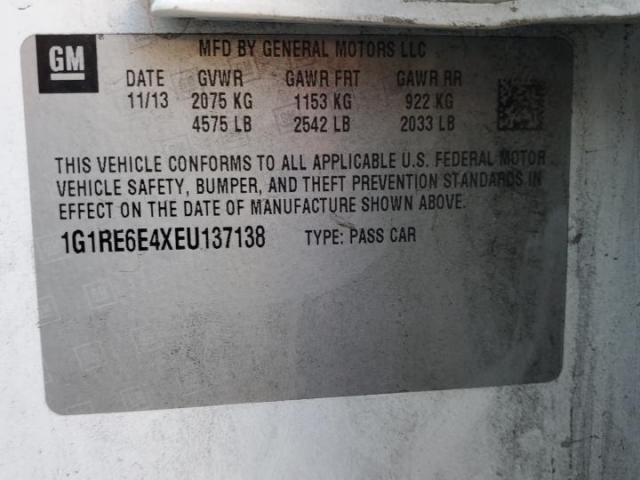 GM
MFD BY GENERAL MOTORS LLC
DATE GVWR GAWR FRT GAWR RR
11/13 2075 KG 1153 KG 922 KG
4575 LB 2542 LB 2033 LB
THIS VEHICLE CONFORMS TO ALL APPLICABLE U.S. FEDERAL MOTOR
VEHICLE SAFETY, BUMPER, AND THEFT PREVENTION STANDARDS IN
EFFECT ON THE DATE OF MANUFACTURE SHOWN ABOVE.
1G1RE6E4XEU137138 TYPE: PASS CAR